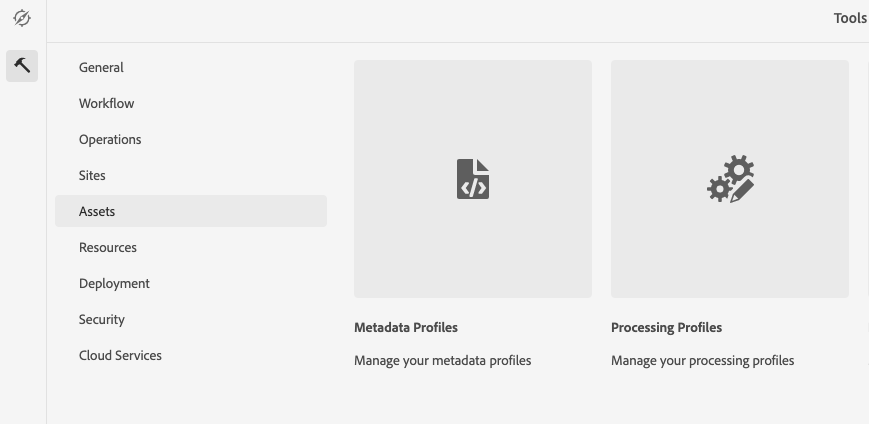 Tools
General
Workflow
Operations
Sites
Assets
Resources
Deployment
Security
Cloud Services
Metadata Profiles
Manage your metadata profiles
Processing Profiles
Manage your processing profiles